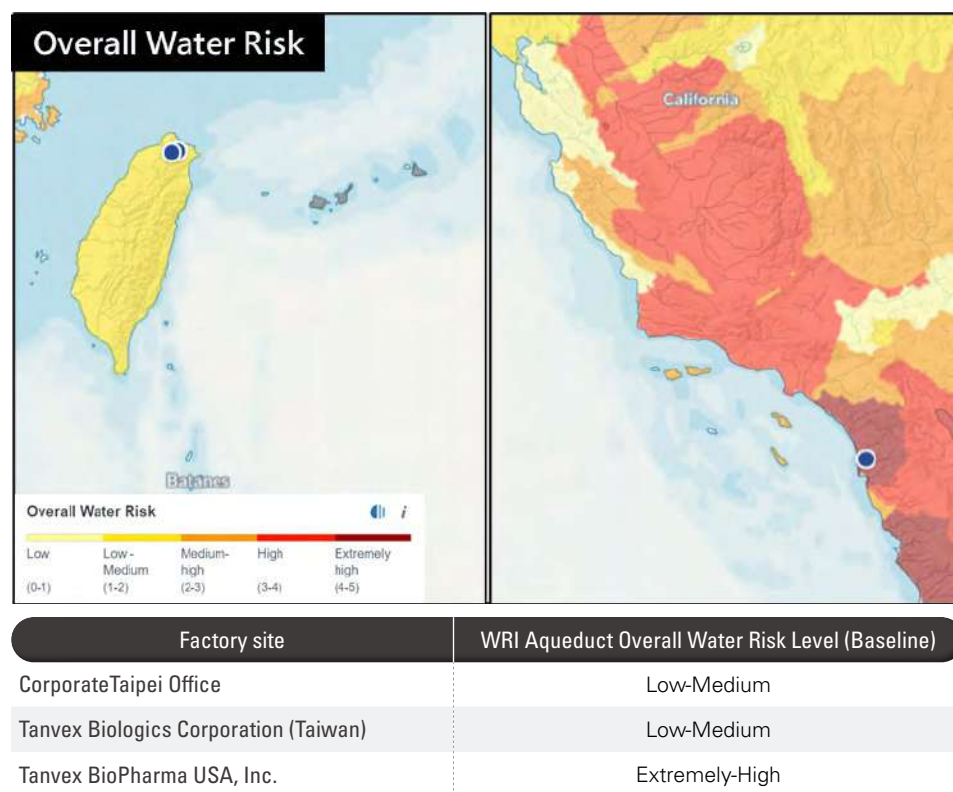 Overall Water Risk
California
Batanes
Overall Water Risk i
Low Low-Medium Medium-high High Extremely high
(0-1) (1-2) (2-3) (3-4) (4-5)
Factory site WRI Aqueduct Overall Water Risk Level (Baseline)
CorporateTaipei Office Low-Medium
Tanvex Biologics Corporation (Taiwan) Low-Medium
Tanvex BioPharma USA, Inc. Extremely-High